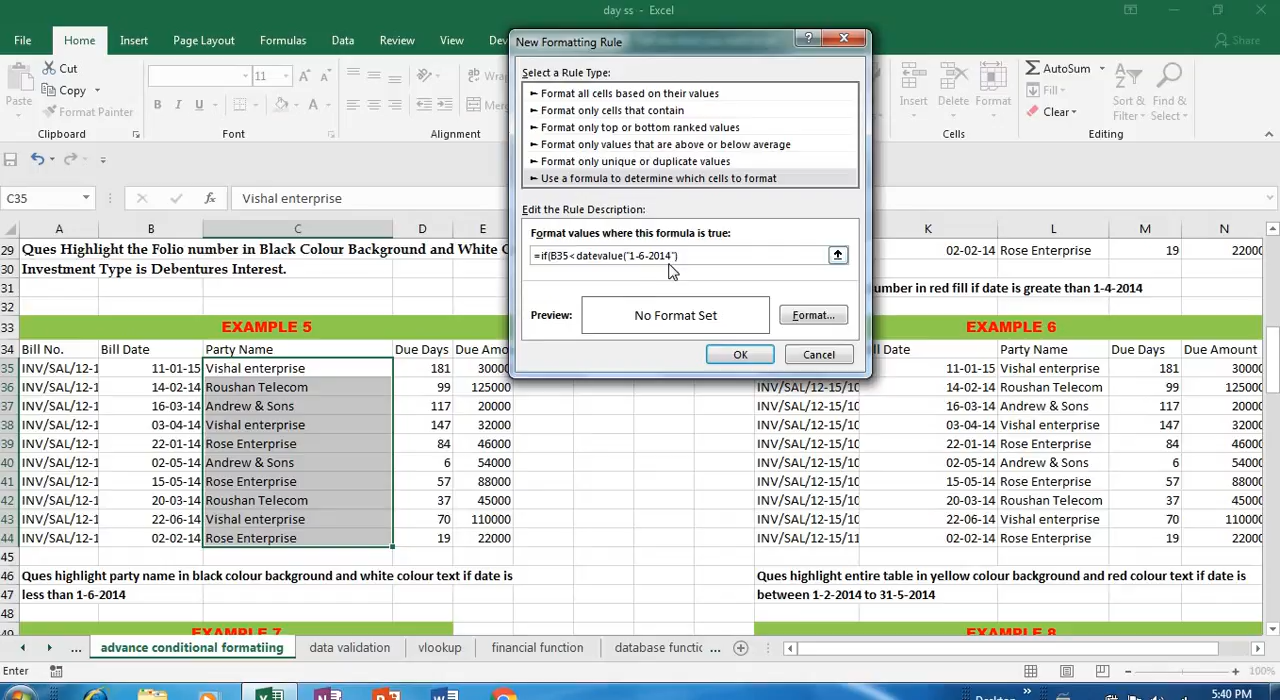 day ss - Excel
File Home Insert Page Layout Formulas Data Review View Dev Share
Paste Cut Copy Format Painter Clipboard
11 B I U A Font
Wrap Merg Alignment
Insert Delete Format Cells
AutoSum Fill Clear Sort & Filter Find & Select Editing
C35 fx Vishal enterprise
New Formatting Rule
Select a Rule Type:
► Format all cells based on their values
► Format only cells that contain
► Format only top or bottom ranked values
► Format only values that are above or below average
► Format only unique or duplicate values
► Use a formula to determine which cells to format
Edit the Rule Description:
Format values where this formula is true:
=if(B35<datevalue("1-6-2014")
Preview: No Format Set Format...
OK Cancel
A B C D E K L M N
29 Ques Highlight the Folio number in Black Colour Background and White C 02-02-14 Rose Enterprise 19 22000
30 Investment Type is Debentures Interest.
31 number in red fill if date is greate than 1-4-2014
32
33 EXAMPLE 5 EXAMPLE 6
34 Bill No. Bill Date Party Name Due Days Due Amou ill Date Party Name Due Days Due Amount
35 INV/SAL/12-1 11-01-15 Vishal enterprise 181 30000 11-01-15 Vishal enterprise 181 30000
36 INV/SAL/12-1 14-02-14 Roushan Telecom 99 125000 INV/SAL/12-15/10 14-02-14 Roushan Telecom 99 125000
37 INV/SAL/12-1 16-03-14 Andrew & Sons 117 20000 INV/SAL/12-15/10 16-03-14 Andrew & Sons 117 20000
38 INV/SAL/12-1 03-04-14 Vishal enterprise 147 32000 INV/SAL/12-15/10 03-04-14 Vishal enterprise 147 32000
39 INV/SAL/12-1 22-01-14 Rose Enterprise 84 46000 INV/SAL/12-15/10 22-01-14 Rose Enterprise 84 46000
40 INV/SAL/12-1 02-05-14 Andrew & Sons 6 54000 INV/SAL/12-15/10 02-05-14 Andrew & Sons 6 54000
41 INV/SAL/12-1 15-05-14 Rose Enterprise 57 88000 INV/SAL/12-15/10 15-05-14 Rose Enterprise 57 88000
42 INV/SAL/12-1 20-03-14 Roushan Telecom 37 45000 INV/SAL/12-15/10 20-03-14 Roushan Telecom 37 45000
43 INV/SAL/12-1 22-06-14 Vishal enterprise 70 110000 INV/SAL/12-15/10 22-06-14 Vishal enterprise 70 110000
44 INV/SAL/12-1 02-02-14 Rose Enterprise 19 22000 INV/SAL/12-15/11 02-02-14 Rose Enterprise 19 22000
45
46 Ques highlight party name in black colour background and white colour text if date is Ques highlight entire table in yellow colour background and red colour text if date is
47 less than 1-6-2014 between 1-2-2014 to 31-5-2014
48
49 EXAMPLE 7 EXAMPLE 8
... advance conditional formatiing data validation vlookup financial function database functic ...
Enter 100%
Desktop » 5:40 PM